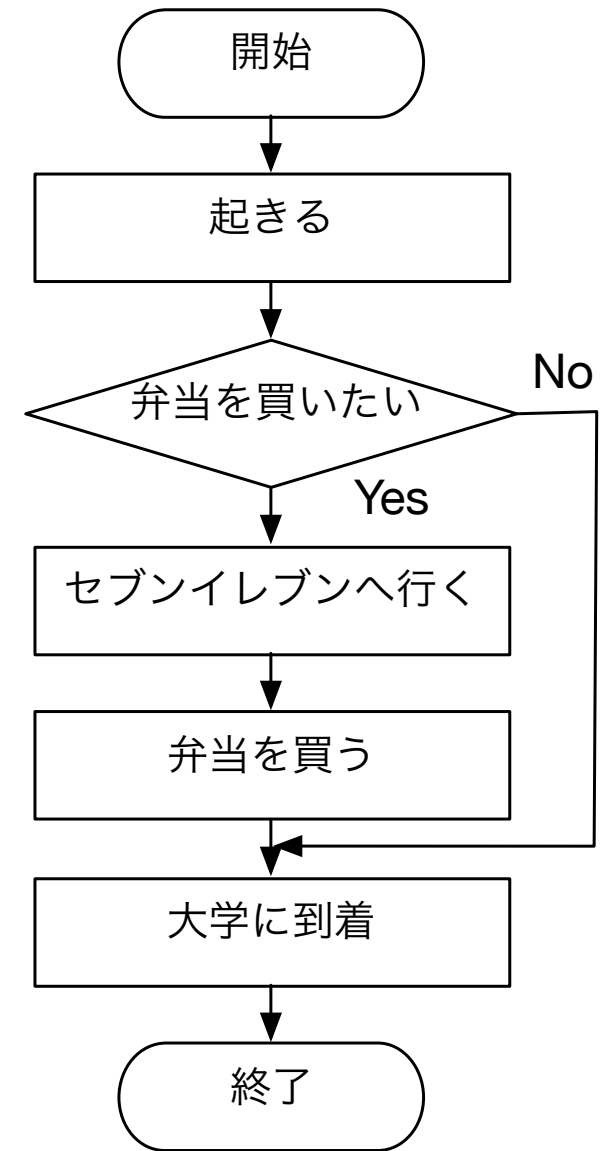 開始
起きる
弁当を買いたい
No
Yes
セブンイレブンへ行く
弁当を買う
大学に到着
終了